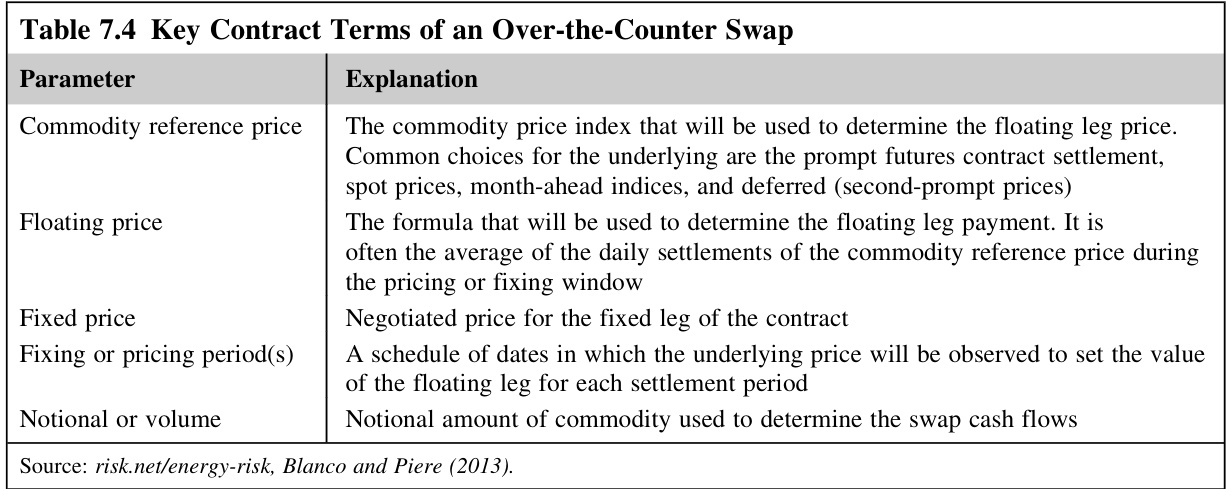 Table 7.4 Key Contract Terms of an Over-the-Counter Swap
Parameter Explanation
Commodity reference price The commodity price index that will be used to determine the floating leg price.
Common choices for the underlying are the prompt futures contract settlement,
spot prices, month-ahead indices, and deferred (second-prompt prices)
Floating price The formula that will be used to determine the floating leg payment. It is
often the average of the daily settlements of the commodity reference price during
the pricing or fixing window
Fixed price Negotiated price for the fixed leg of the contract
Fixing or pricing period(s) A schedule of dates in which the underlying price will be observed to set the value
of the floating leg for each settlement period
Notional or volume Notional amount of commodity used to determine the swap cash flows
Source: risk.net/energy-risk, Blanco and Piere (2013).